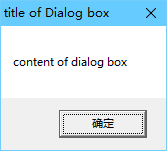 title of Dialog box
content of dialog box
确定